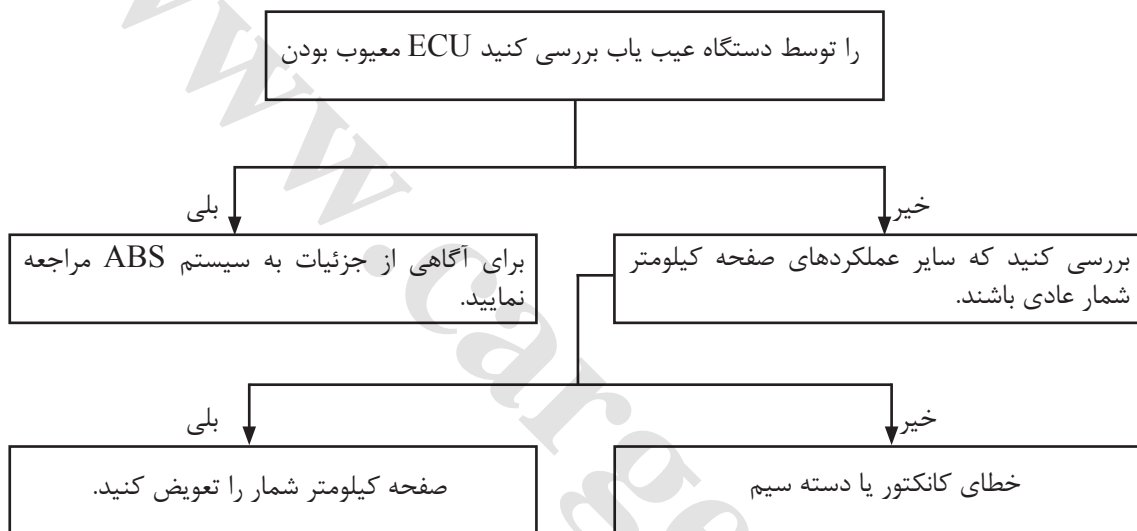 را توسط دستگاه عیب یاب بررسی کنید ECU معیوب بودن
خیر
بلی
بررسی کنید که سایر عملکردهای صفحه کیلومتر
شمار عادی باشند.
برای آگاهی از جزئیات به سیستم ABS مراجعه
نمایید.
خیر
بلی
خطای کانکتور یا دسته سیم
صفحه کیلومتر شمار را تعویض کنید.
www.carge